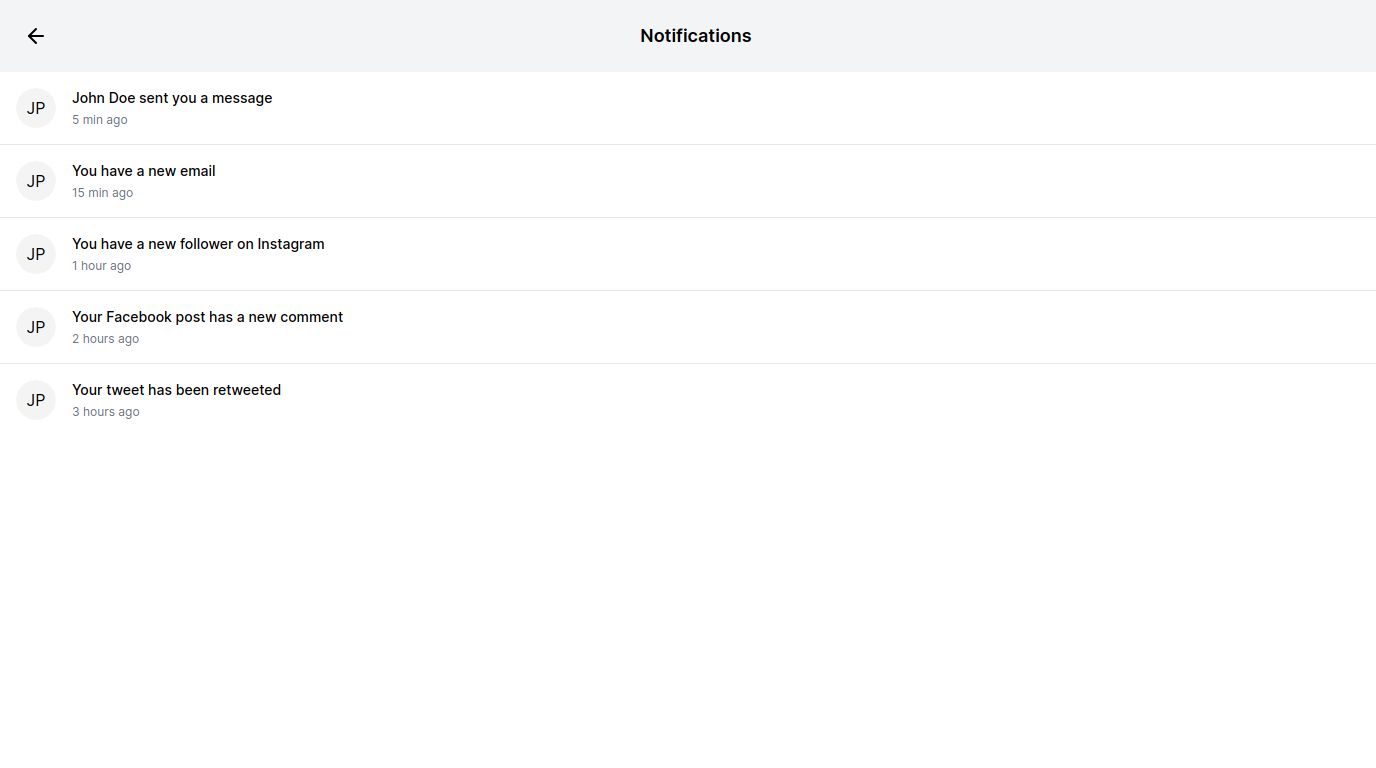 Notifications
JP
John Doe sent you a message
5 min ago
JP
You have a new email
15 min ago
JP
You have a new follower on Instagram
1 hour ago
JP
Your Facebook post has a new comment
2 hours ago
JP
Your tweet has been retweeted
3 hours ago